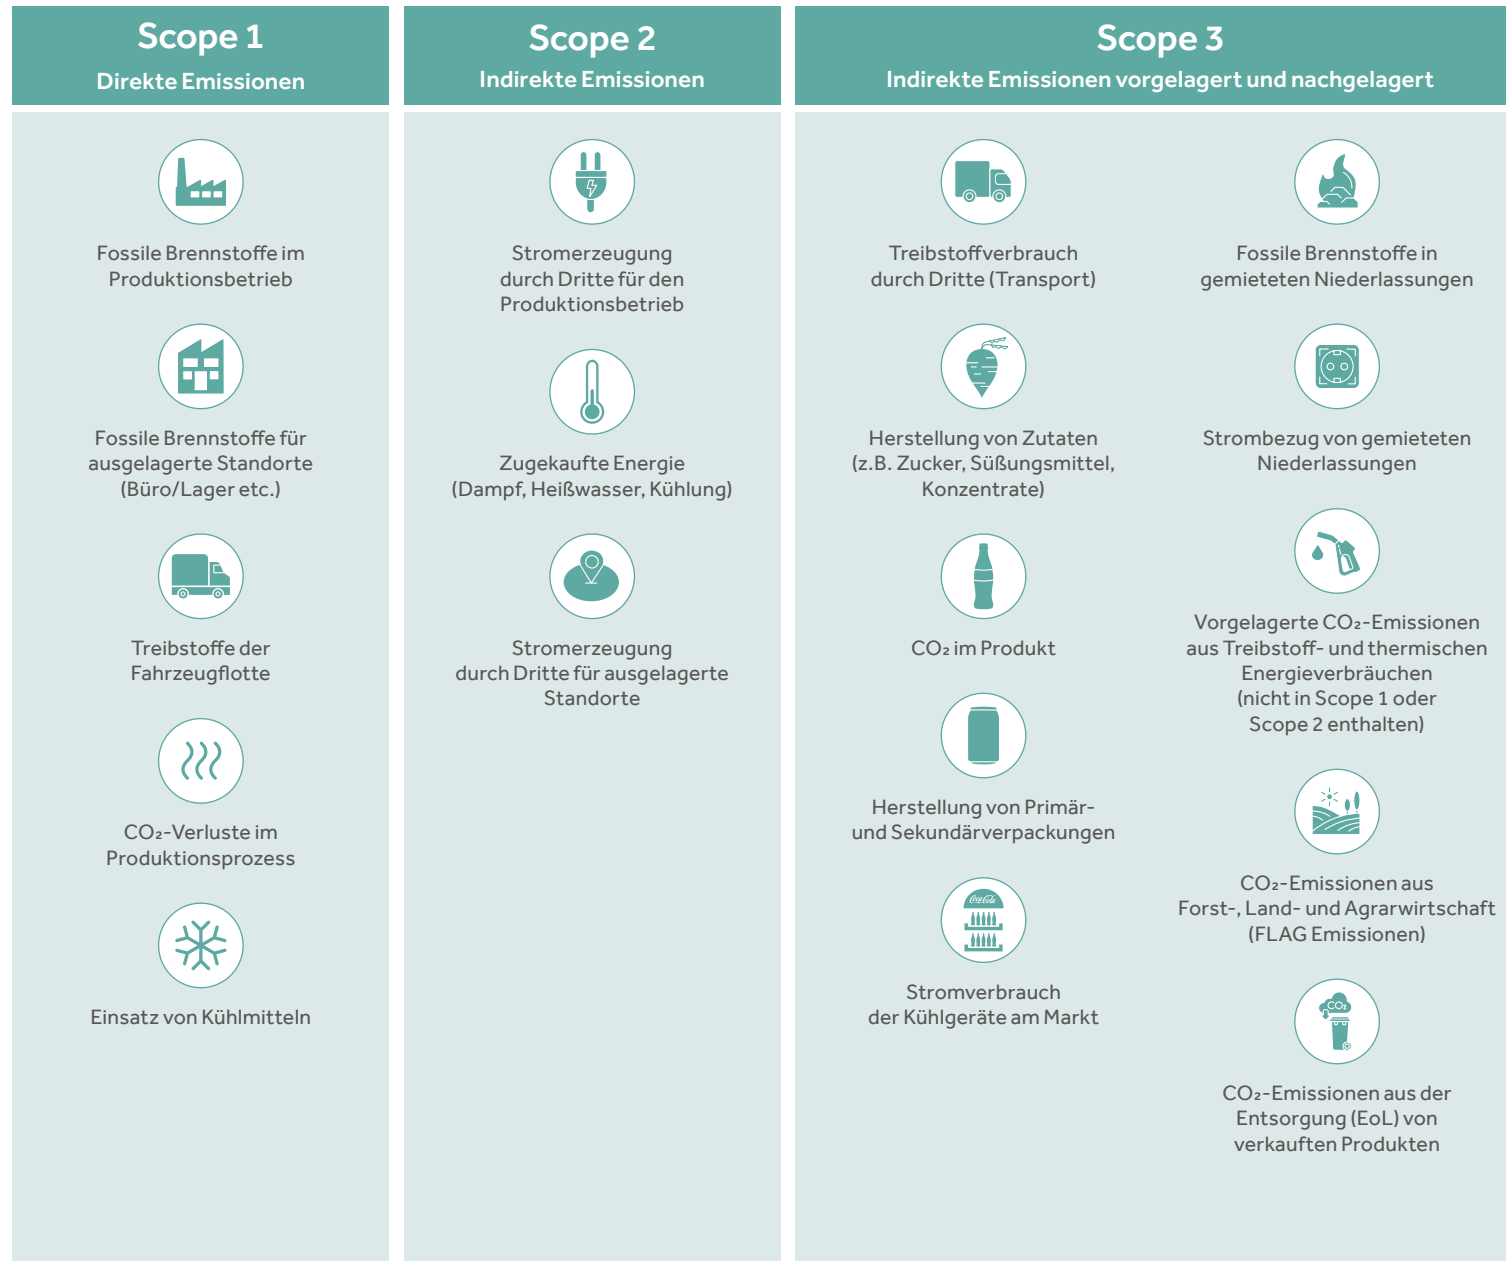 Scope 1
Direkte Emissionen
Fossile Brennstoffe im
Produktionsbetrieb
Fossile Brennstoffe für
ausgelagerte Standorte
(Büro/Lager etc.)
Treibstoffe der
Fahrzeugflotte
CO₂-Verluste im
Produktionsprozess
Einsatz von Kühlmitteln
Scope 2
Indirekte Emissionen
Stromerzeugung
durch Dritte für den
Produktionsbetrieb
Zugekaufte Energie
(Dampf, Heißwasser, Kühlung)
Stromerzeugung
durch Dritte für ausgelagerte
Standorte
Scope 3
Indirekte Emissionen vorgelagert und nachgelagert
Treibstoffverbrauch
durch Dritte (Transport)
Herstellung von Zutaten
(z.B. Zucker, Süßungsmittel,
Konzentrate)
CO₂ im Produkt
Herstellung von Primär-
und Sekundärverpackungen
Coca-Cola
Stromverbrauch
der Kühlgeräte am Markt
Fossile Brennstoffe in
gemieteten Niederlassungen
Strombezug von gemieteten
Niederlassungen
Vorgelagerte CO₂-Emissionen
aus Treibstoff- und thermischen
Energieverbräuchen
(nicht in Scope 1 oder
Scope 2 enthalten)
CO₂-Emissionen aus
Forst-, Land- und Agrarwirtschaft
(FLAG Emissionen)
CO₂
CO₂-Emissionen aus der
Entsorgung (EoL) von
verkauften Produkten